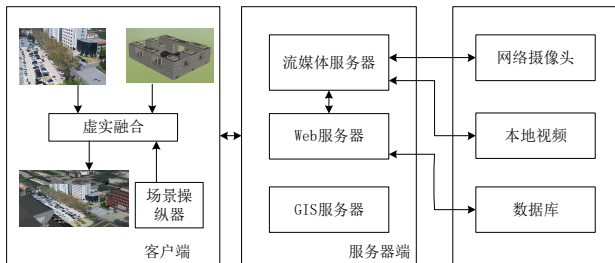 虚实融合
场景操
纵器
客户端
流媒体服务器
Web服务器
GIS服务器
服务器端
网络摄像头
本地视频
数据库